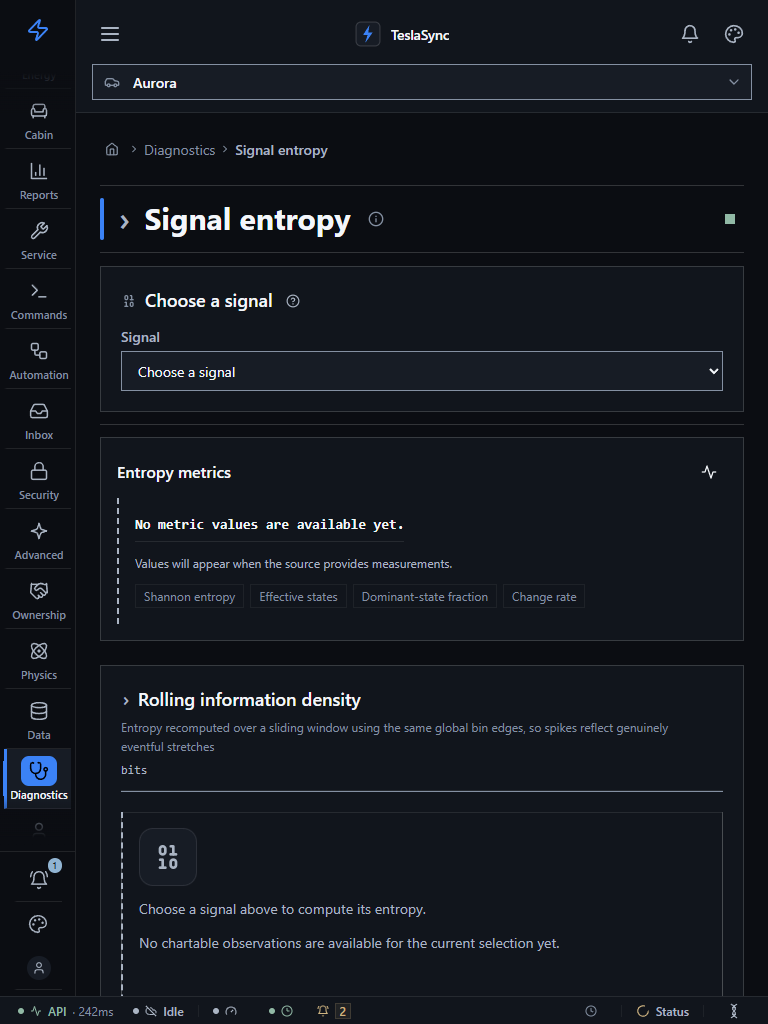 TeslaSync
Aurora
Energy
Cabin
Reports
Service
Commands
Automation
Inbox
Security
Advanced
Ownership
Physics
Data
Diagnostics
1
Diagnostics
Signal entropy
Signal entropy
01
10
Choose a signal
Signal
Choose a signal
Entropy metrics
No metric values are available yet.
Values will appear when the source provides measurements.
Shannon entropy
Effective states
Dominant-state fraction
Change rate
Rolling information density
Entropy recomputed over a sliding window using the same global bin edges, so spikes reflect genuinely
eventful stretches
bits
01
10
Choose a signal above to compute its entropy.
No chartable observations are available for the current selection yet.
API · 242ms
Idle
2
Status